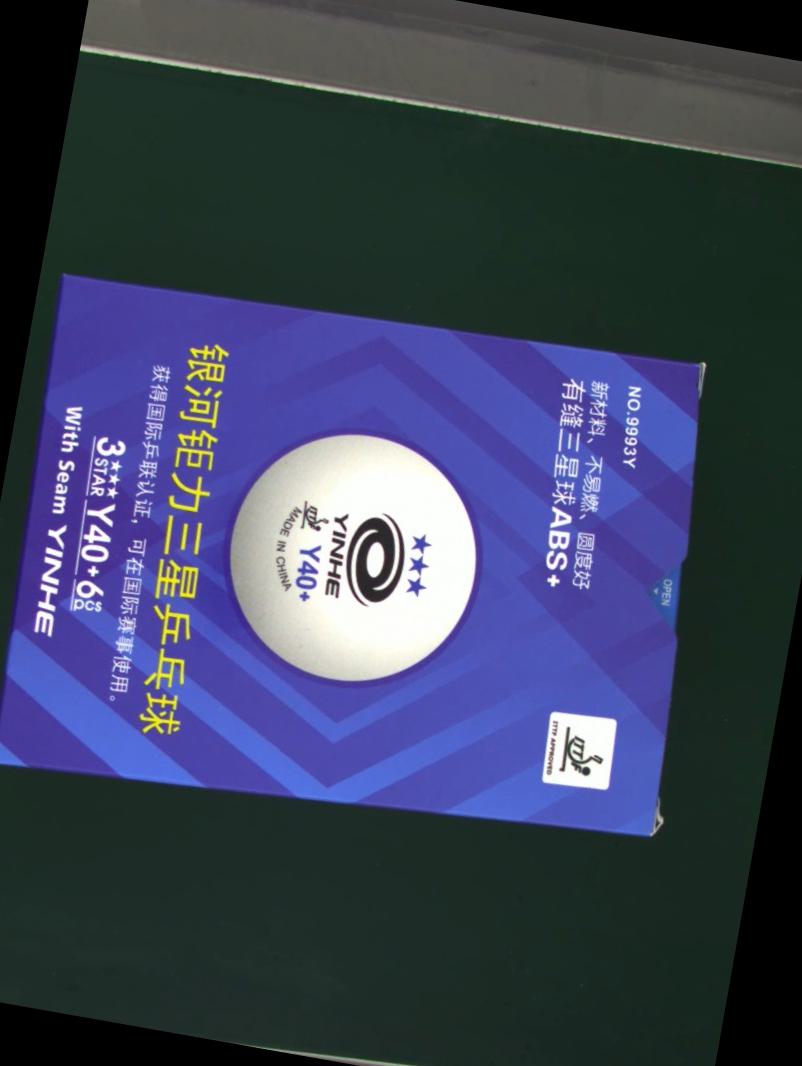 NO.9993Y
新材料、不易燃、圆度好
有缝三星球ABS+
OPEN
ITTF APPROVED
★★★
YINHE
Y40+
MADE IN CHINA
银河钜力三星乒乓球
获得国际乒联认证，可在国际赛事使用。
3★★★STAR Y40+ 6PCS
With Seam YINHE